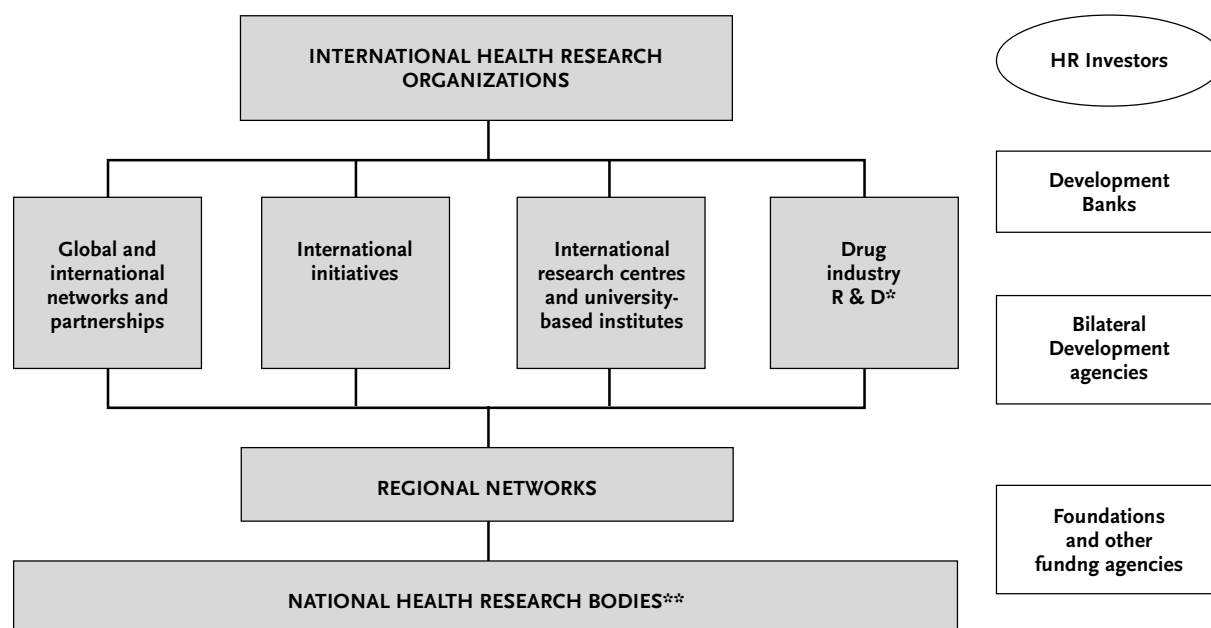 INTERNATIONAL HEALTH RESEARCH
ORGANIZATIONS
Global and
international
networks and
partnerships
International
initiatives
International
research centres
and university-
based institutes
Drug
industry
R & D*
REGIONAL NETWORKS
NATIONAL HEALTH RESEARCH BODIES**
HR Investors
Development
Banks
Bilateral
Development
agencies
Foundations
and other
fundng agencies